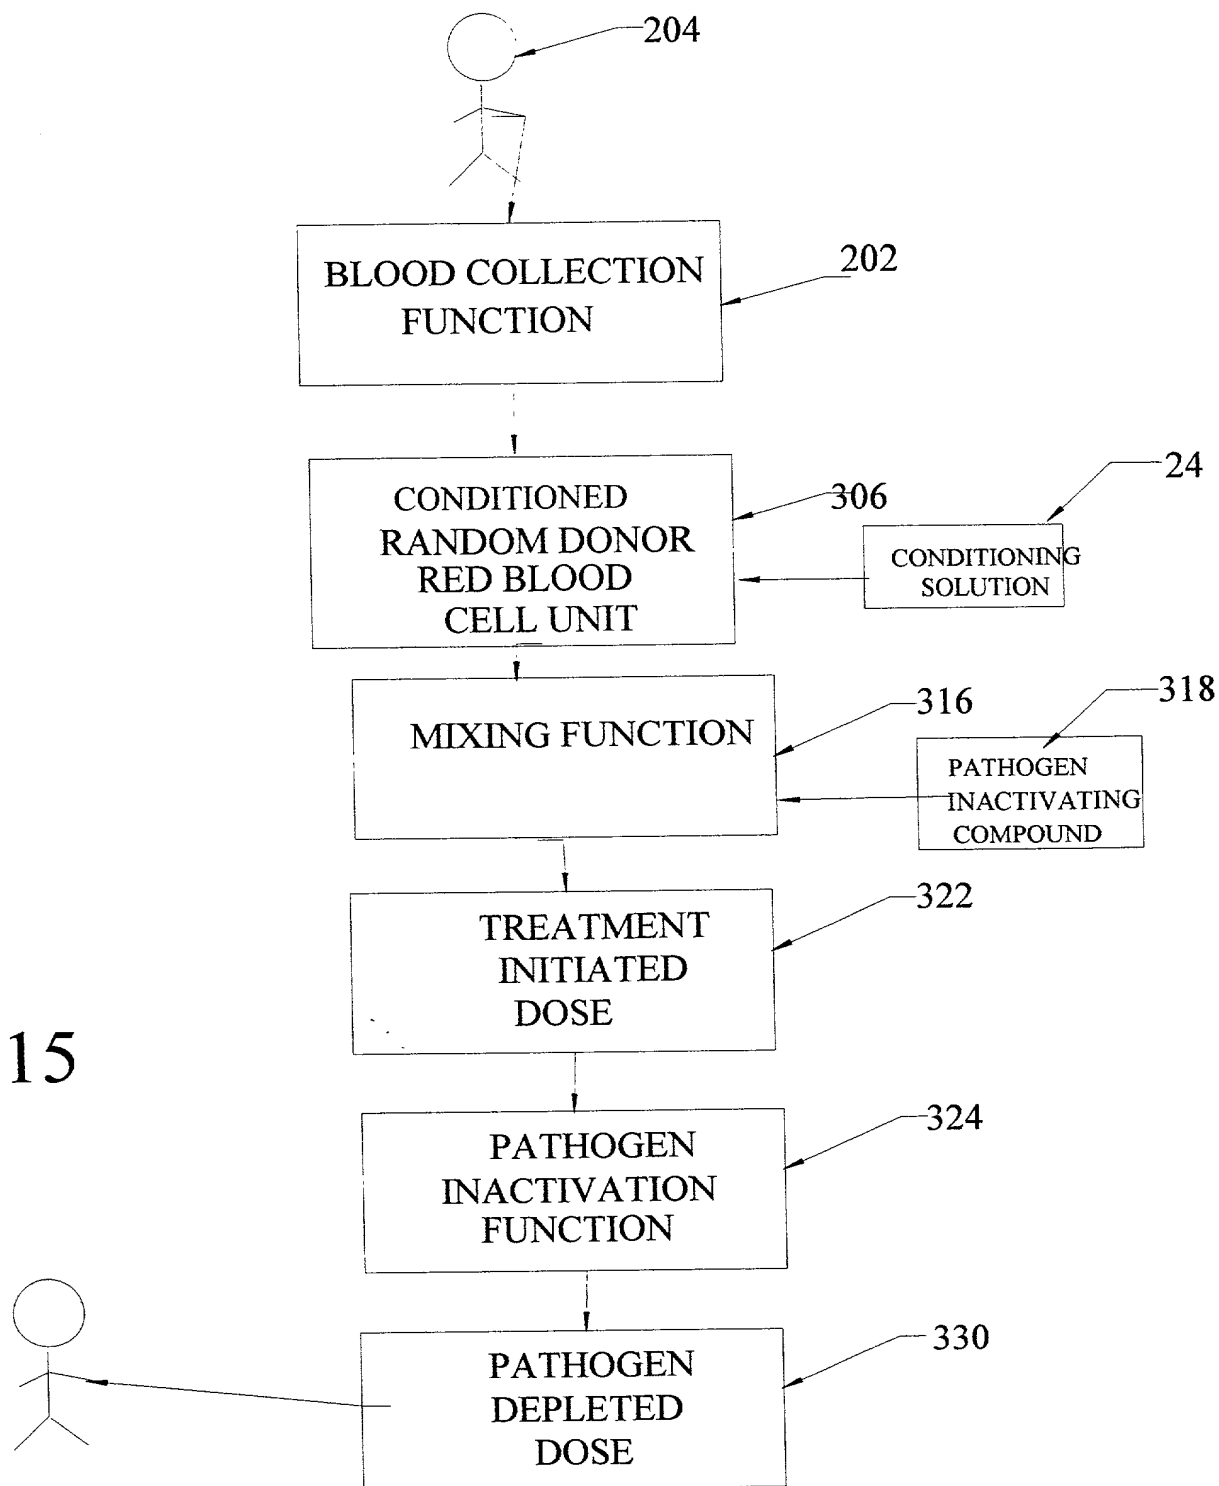 204
BLOOD COLLECTION
FUNCTION
202
CONDITIONED
RANDOM DONOR
RED BLOOD
CELL UNIT
306
24
CONDITIONING
SOLUTION
MIXING FUNCTION
316
318
PATHOGEN
INACTIVATING
COMPOUND
TREATMENT
INITIATED
DOSE
322
15
PATHOGEN
INACTIVATION
FUNCTION
324
PATHOGEN
DEPLETED
DOSE
330